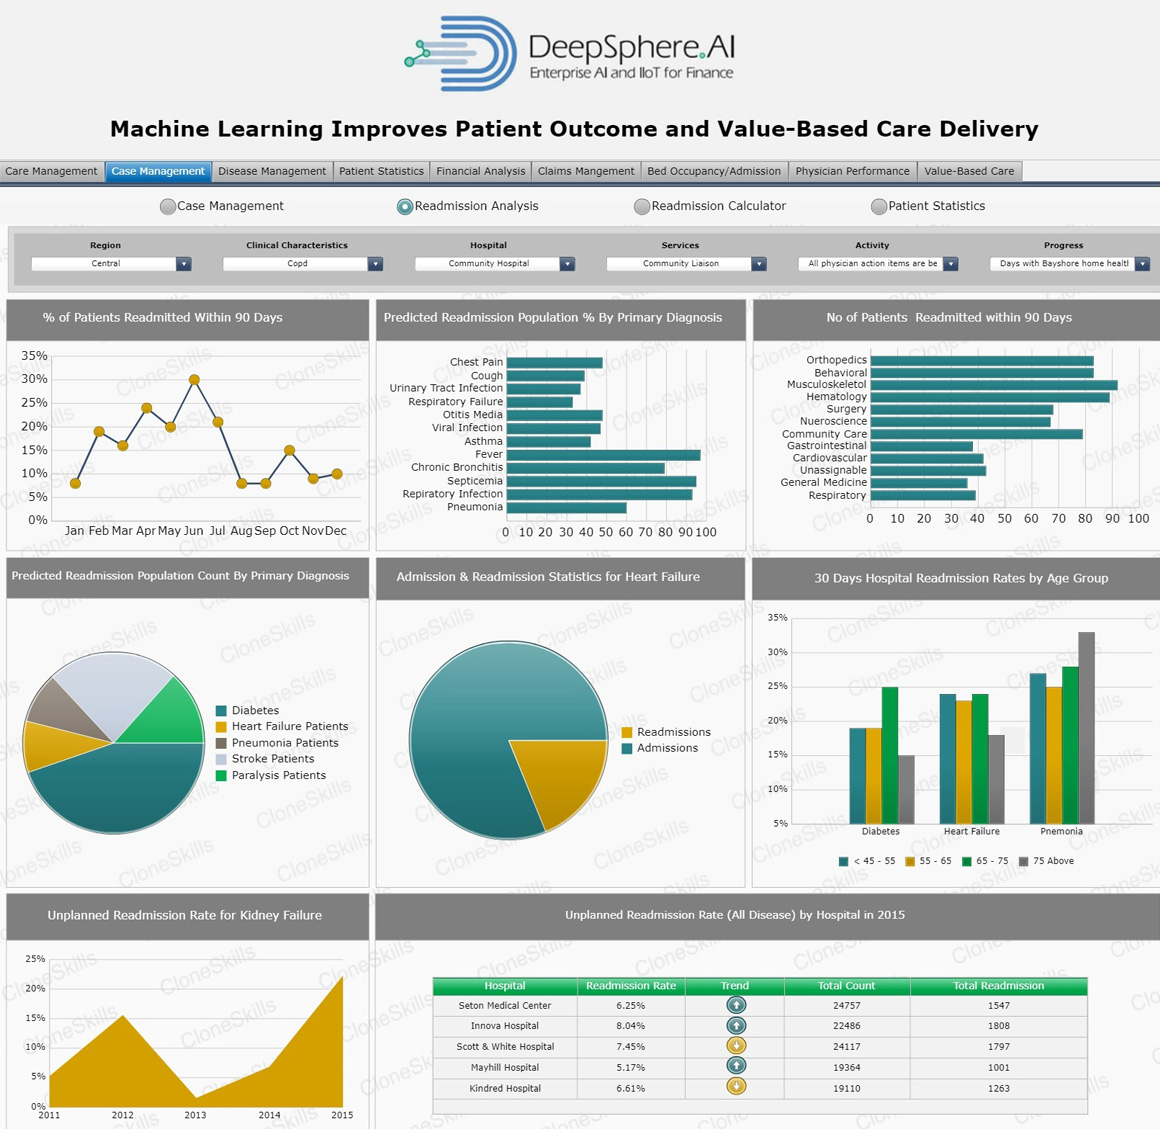 DeepSphere.AI
Enterprise AI and IIoT for Finance
Machine Learning Improves Patient Outcome and Value-Based Care Delivery
Care Management Case Management Disease Management Patient Statistics Financial Analysis Claims Mangement Bed Occupancy/Admission Physician Performance Value-Based Care
Case Management Readmission Analysis Readmission Calculator Patient Statistics
Region Clinical Characteristics Hospital Services Activity Progress
Central Copd Community Hospital Community Liaison All physician action items are be Days with Bayshore home healtl
% of Patients Readmitted Within 90 Days
35%
30%
25%
20%
15%
10%
5%
0%
Jan Feb Mar Apr May Jun Jul Aug Sep Oct Nov Dec
Predicted Readmission Population % By Primary Diagnosis
Chest Pain
Cough
Urinary Tract Infection
Respiratory Failure
Otitis Media
Viral Infection
Asthma
Fever
Chronic Bronchitis
Septicemia
Repiratory Infection
Pneumonia
0 10 20 30 40 50 60 70 80 90 100
No of Patients Readmitted within 90 Days
Orthopedics
Behavioral
Musculoskeletol
Hematology
Surgery
Nueroscience
Community Care
Gastrointestinal
Cardiovascular
Unassignable
General Medicine
Respiratory
0 10 20 30 40 50 60 70 80 90 100
Predicted Readmission Population Count By Primary Diagnosis
Diabetes
Heart Failure Patients
Pneumonia Patients
Stroke Patients
Paralysis Patients
Admission & Readmission Statistics for Heart Failure
Readmissions
Admissions
30 Days Hospital Readmission Rates by Age Group
35%
30%
25%
20%
15%
10%
5%
Diabetes Heart Failure Pnemonia
< 45 - 55 55 - 65 65 - 75 75 Above
Unplanned Readmission Rate for Kidney Failure
25%
20%
15%
10%
5%
0%
2011 2012 2013 2014 2015
Unplanned Readmission Rate (All Disease) by Hospital in 2015
Hospital Readmission Rate Trend Total Count Total Readmission
Seton Medical Center 6.25% 24757 1547
Innova Hospital 8.04% 22486 1808
Scott & White Hospital 7.45% 24117 1797
Mayhill Hospital 5.17% 19364 1001
Kindred Hospital 6.61% 19110 1263
CloneSkills